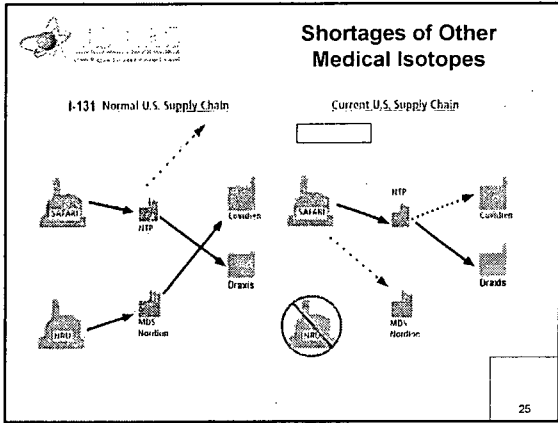 Shortages of Other
Medical Isotopes
I-131 Normal U.S. Supply Chain
Current U.S. Supply Chain
SAFARI
NTP
Covidien
Draxis
NRU
MDS
Nordion
SAFARI
NTP
Covidien
Draxis
NRU
MDS
Nordion
25